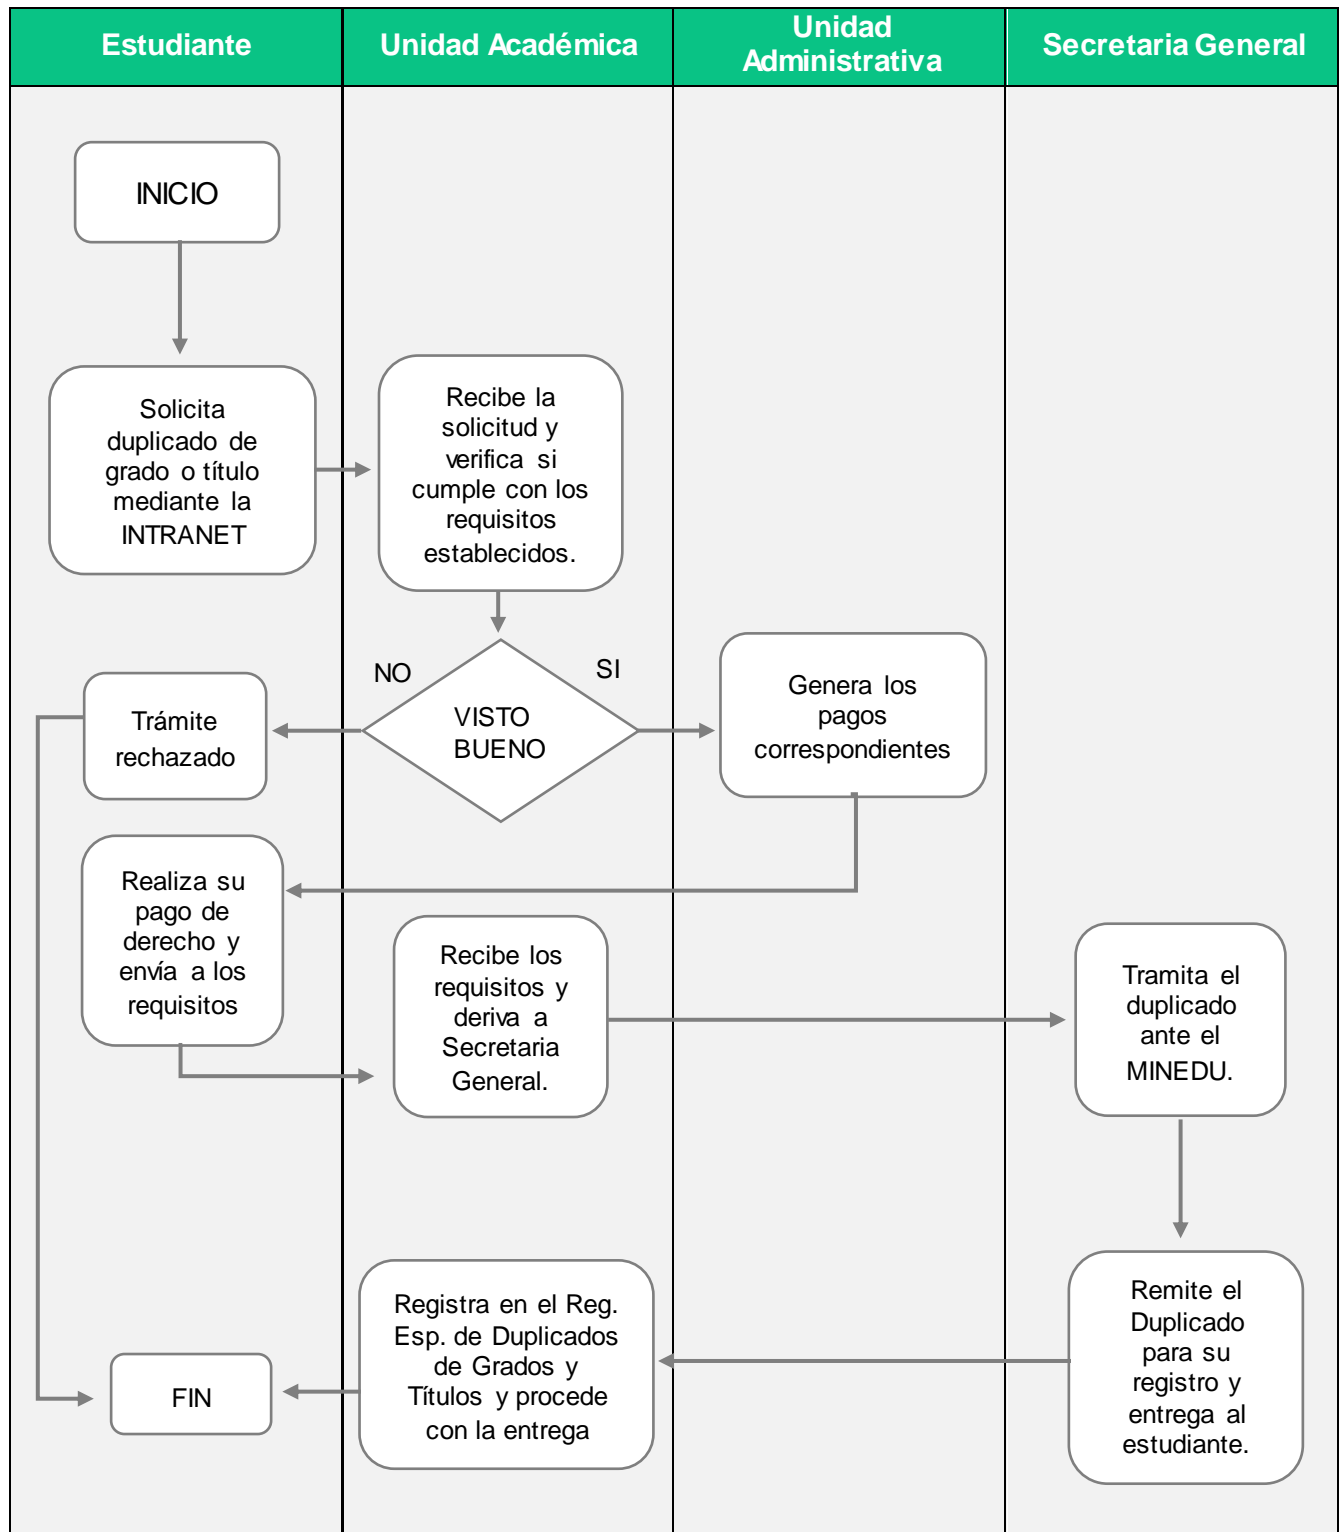 Estudiante
Unidad Académica
Unidad
Administrativa
Secretaria General
INICIO
Solicita
duplicado de
grado o título
mediante la
INTRANET
Recibe la
solicitud y
verifica si
cumple con los
requisitos
establecidos.
NO
SI
VISTO
BUENO
Trámite
rechazado
Genera los
pagos
correspondientes
Realiza su
pago de
derecho y
envía a los
requisitos
Recibe los
requisitos y
deriva a
Secretaria
General.
Tramita el
duplicado
ante el
MINEDU.
Remite el
Duplicado
para su
registro y
entrega al
estudiante.
Registra en el Reg.
Esp. de Duplicados
de Grados y
Títulos y procede
con la entrega
FIN